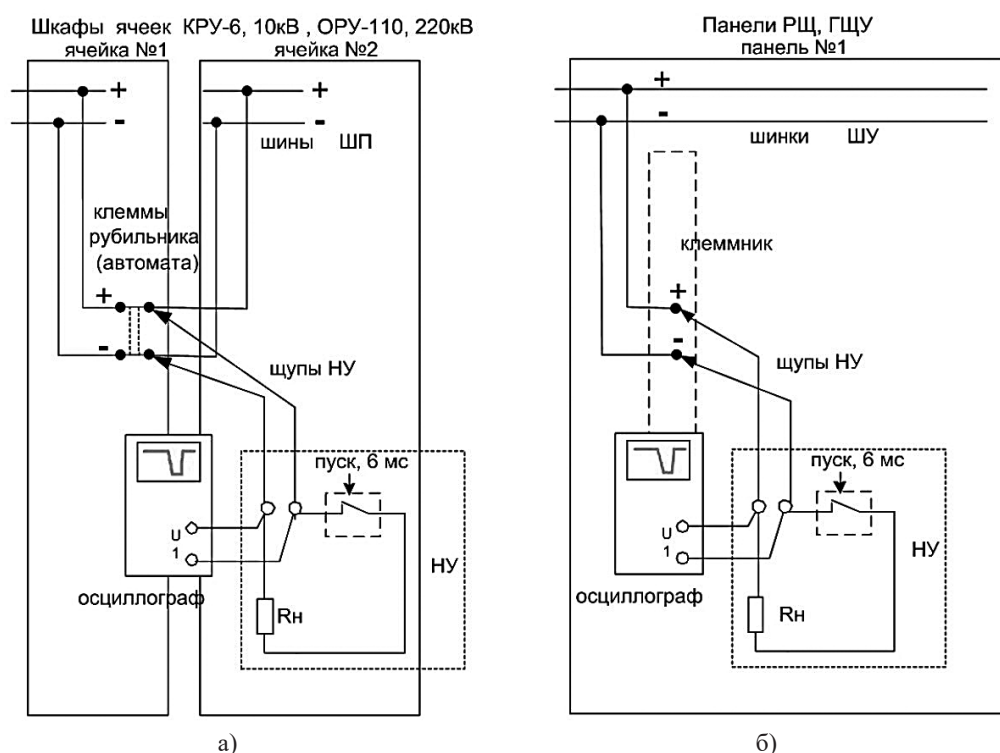 Шкафы ячеек КРУ-6, 10кВ , ОРУ-110, 220кВ
ячейка №1
ячейка №2
+
-
+
-
шины ШП
клеммы
рубильника
(автомата)
+
-
щупы НУ
пуск, 6 мс
U
1
НУ
осциллограф
Rн
а)
Панели РЩ, ГЩУ
панель №1
+
-
шинки ШУ
клеммник
+
-
щупы НУ
пуск, 6 мс
U
1
НУ
осциллограф
Rн
б)